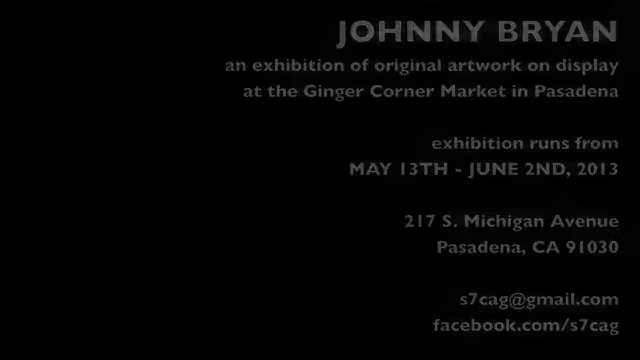 JOHNNY BRYAN
an exhibition of original artwork on display
at the Ginger Corner Market in Pasadena
exhibition runs from
MAY 13TH - JUNE 2ND, 2013
217 S. Michigan Avenue
Pasadena, CA 91030
s7cag@gmail.com
facebook.com/s7cag